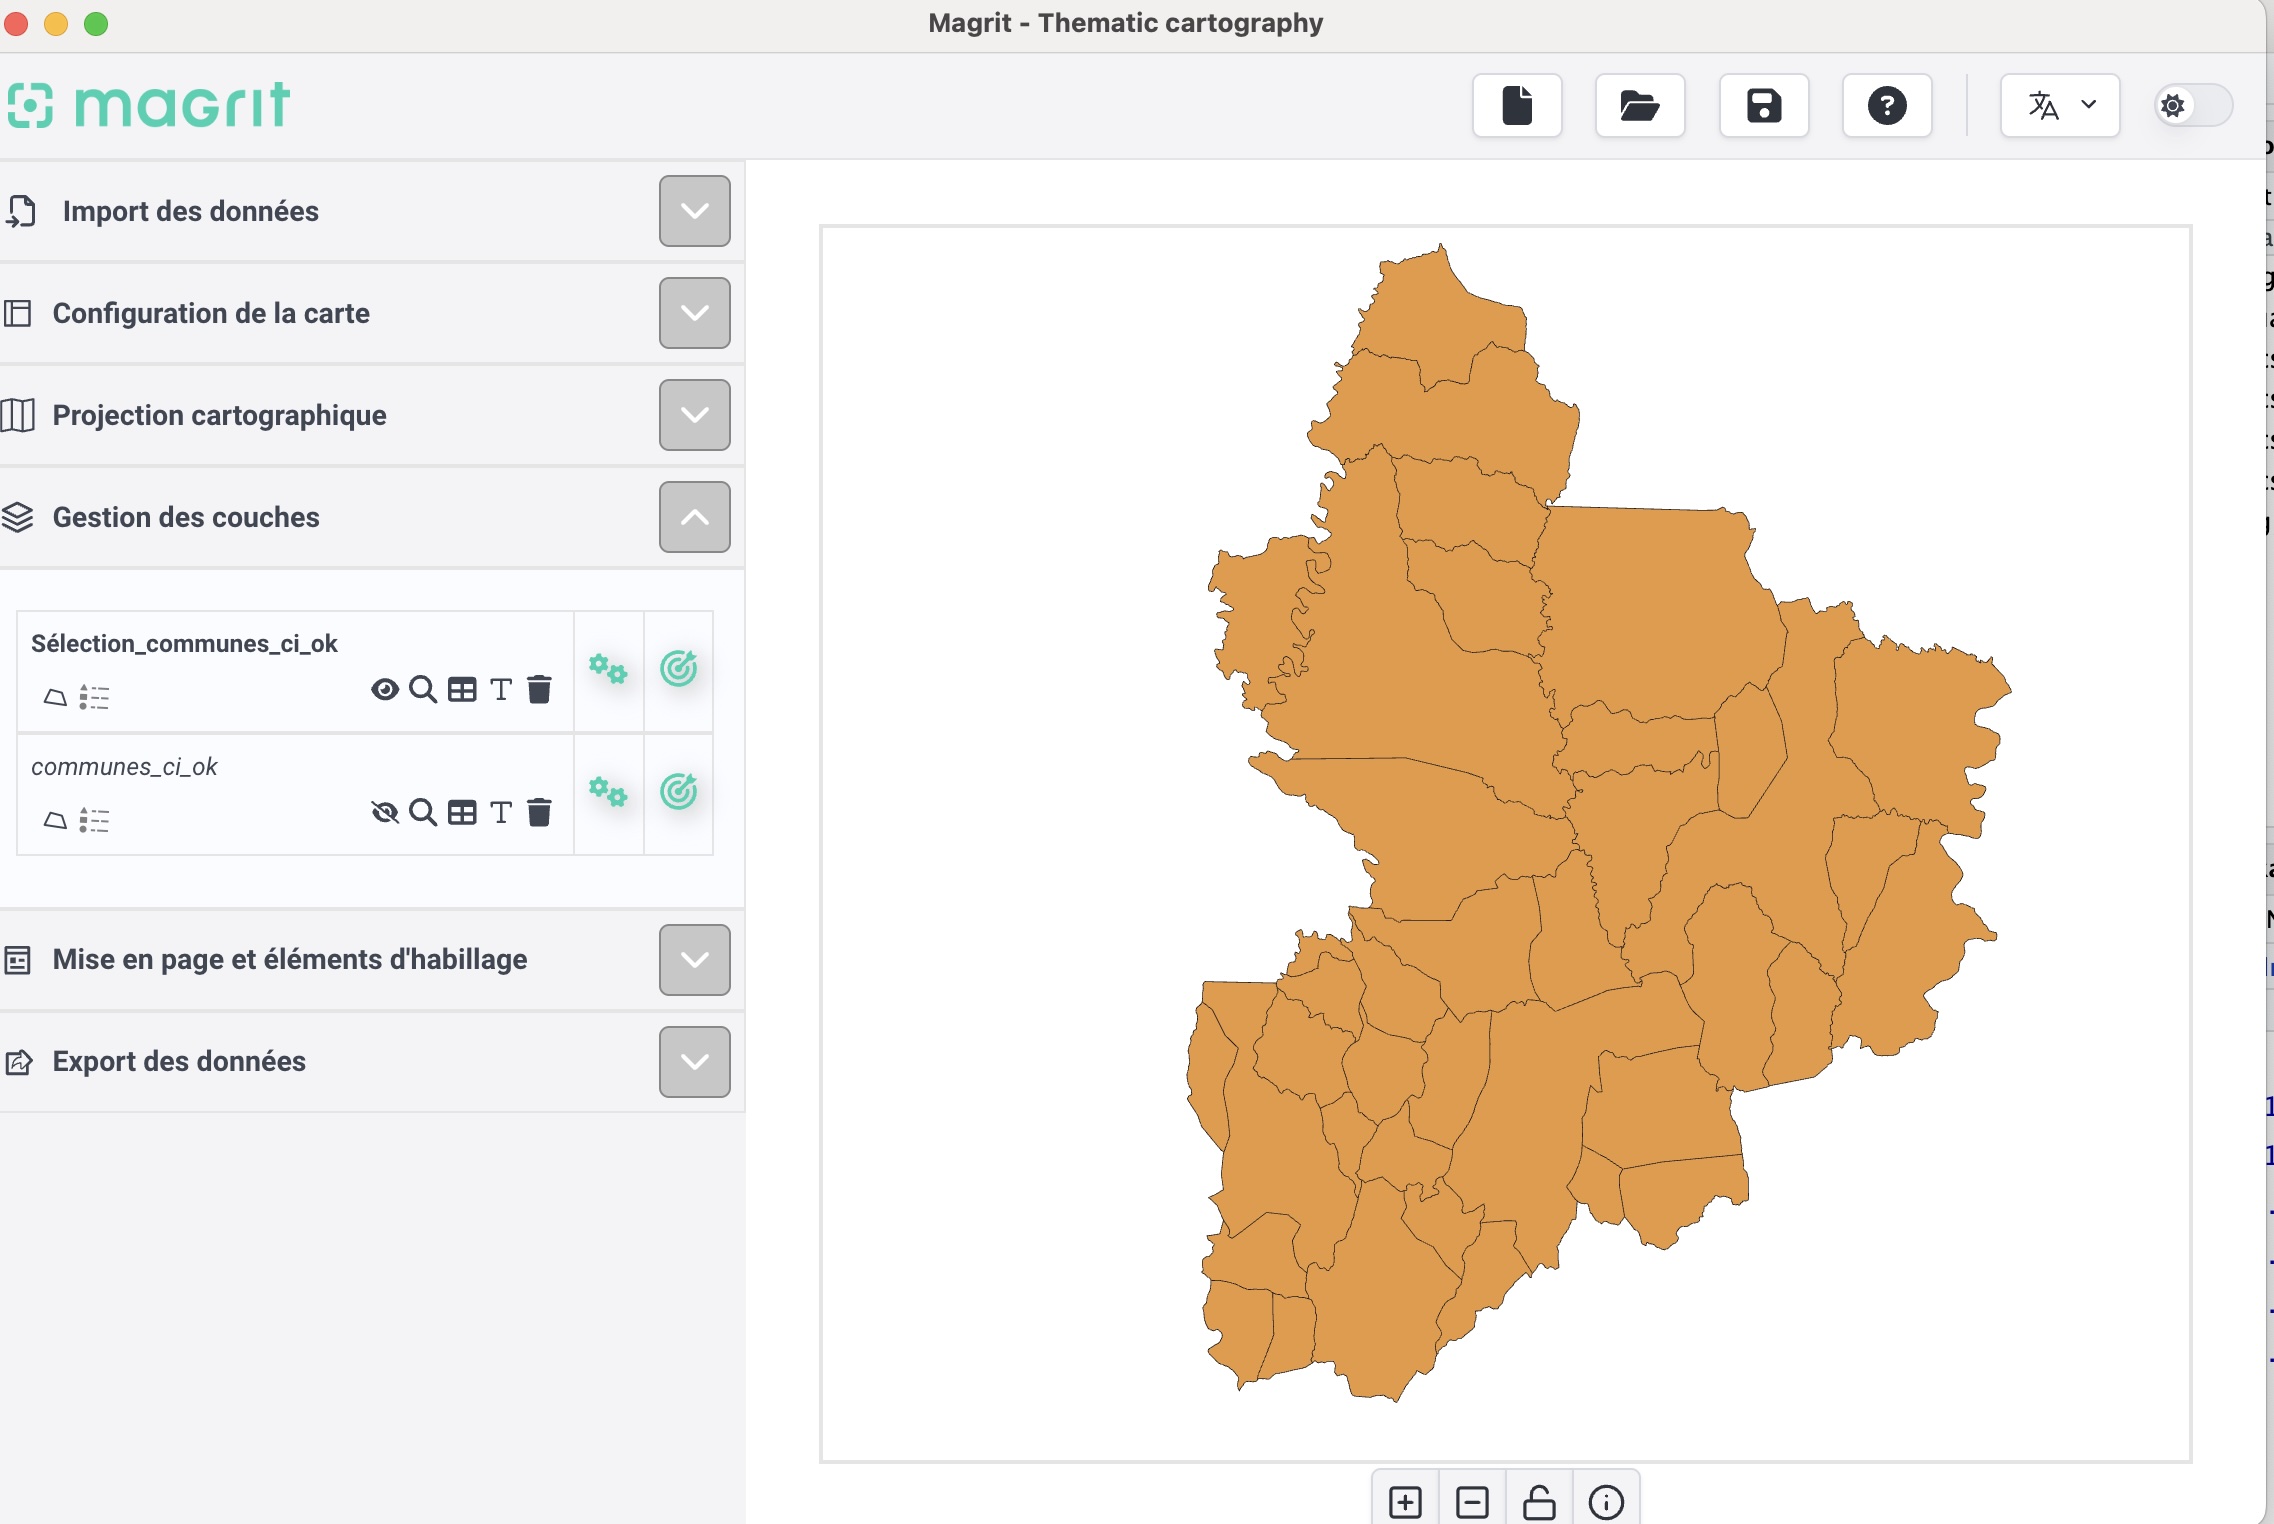 Magrit - Thematic cartography
magrit
Import des données
Configuration de la carte
Projection cartographique
Gestion des couches
Sélection_communes_ci_ok
communes_ci_ok
Mise en page et éléments d'habillage
Export des données